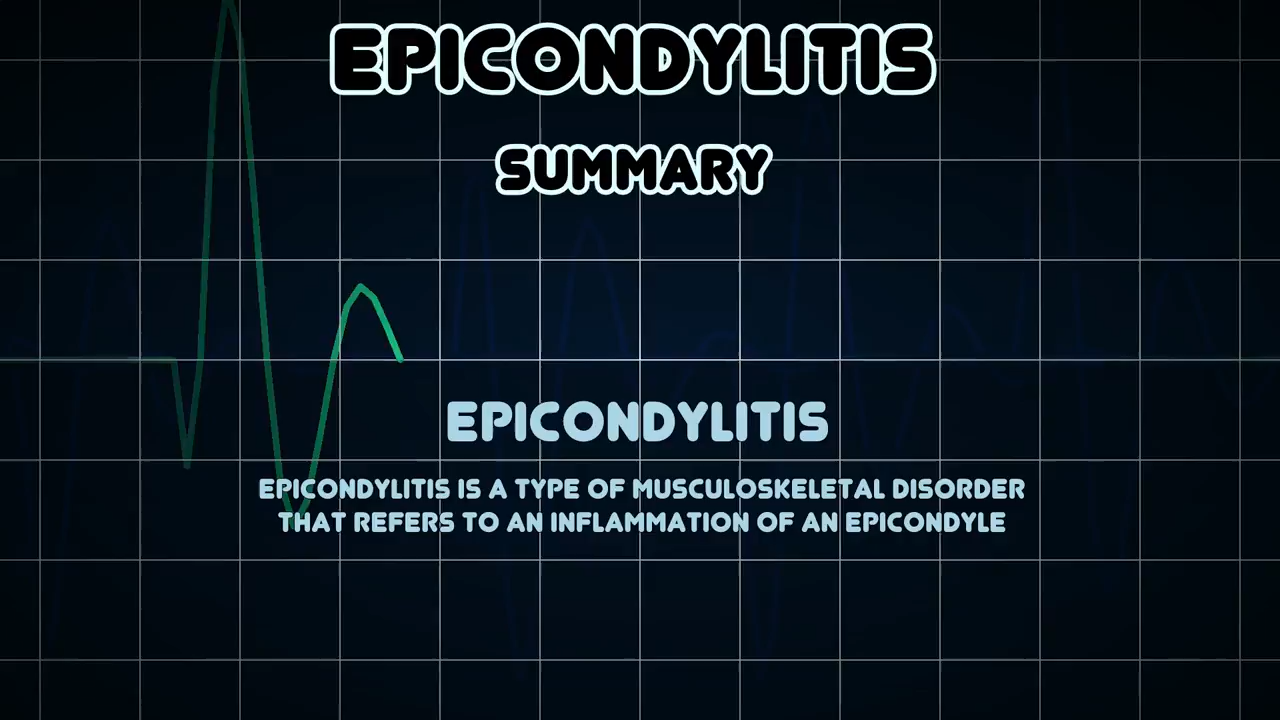 EPICONDYLITIS
SUMMARY
EPICONDYLITIS
EPICONDYLITIS IS A TYPE OF MUSCULOSKELETAL DISORDER
THAT REFERS TO AN INFLAMMATION OF AN EPICONDYLE